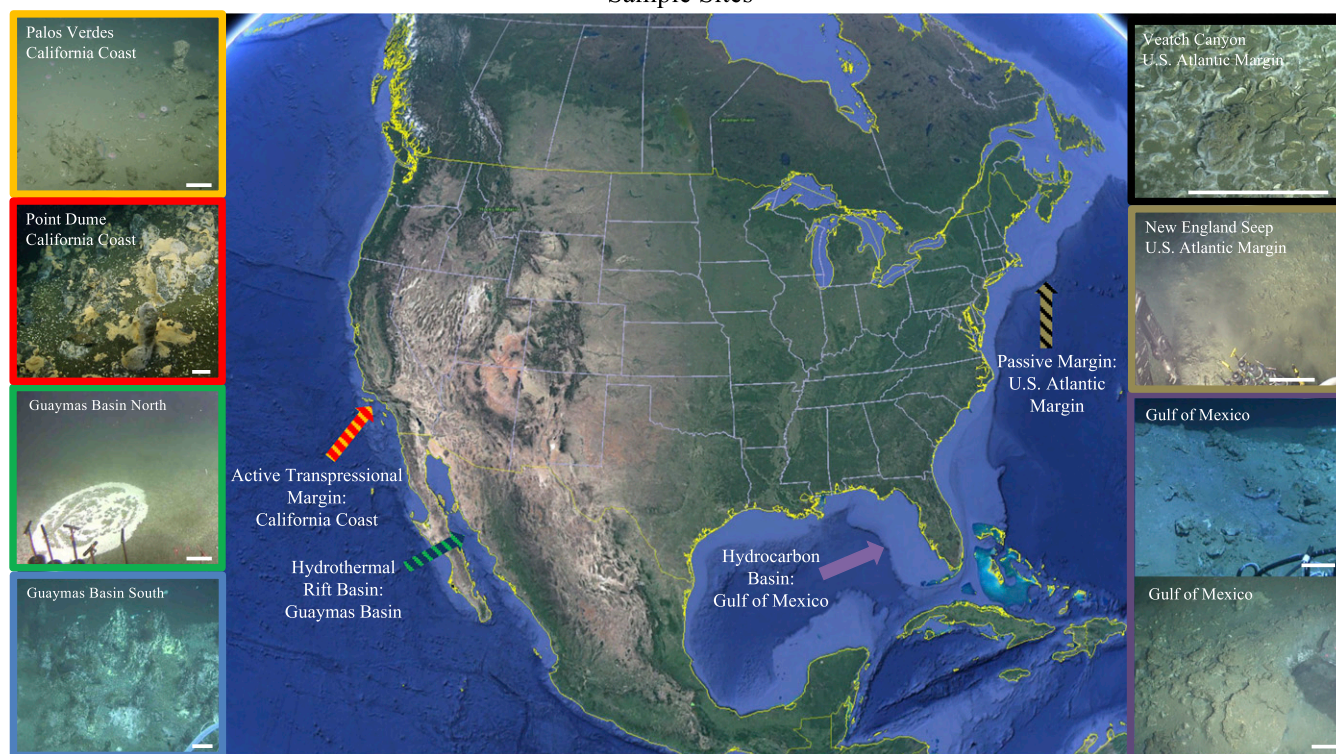 Sample Sites
Palos Verdes
California Coast
Point Dume
California Coast
Guaymas Basin North
Guaymas Basin South
Active Transpressional
Margin:
California Coast
Hydrothermal
Rift Basin:
Guaymas Basin
Hydrocarbon
Basin:
Gulf of Mexico
Passive Margin:
U.S. Atlantic
Margin
Veatch Canyon
U.S. Atlantic Margin
New England Seep
U.S. Atlantic Margin
Gulf of Mexico
Gulf of Mexico